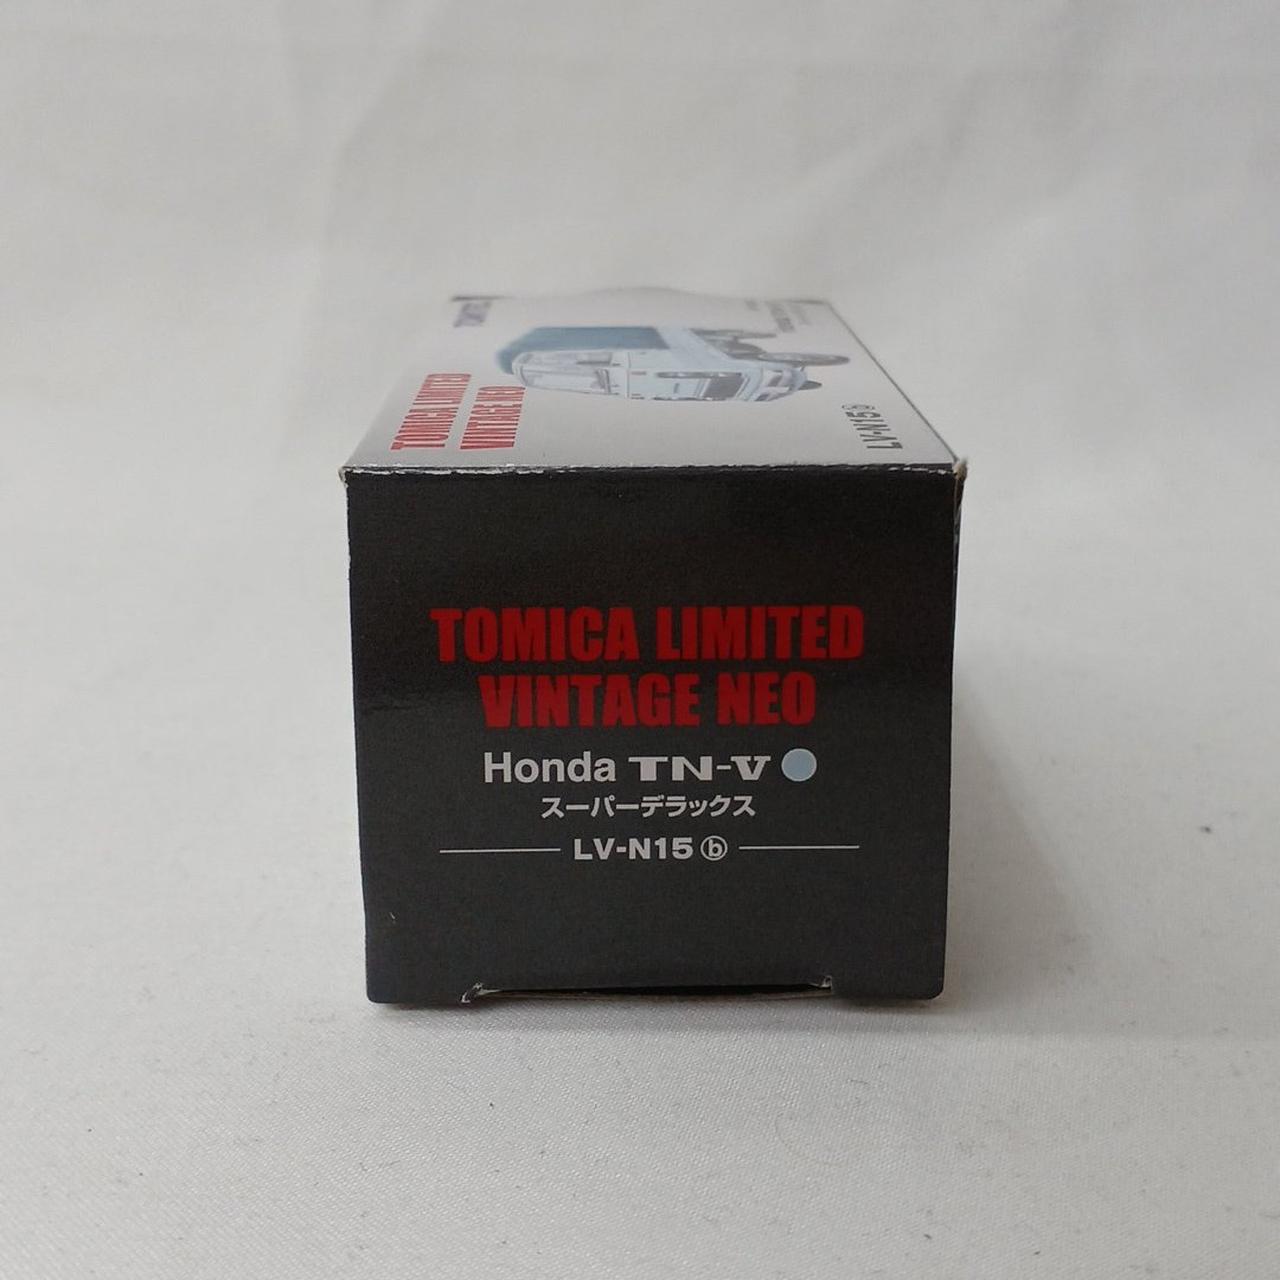 TOMICA LIMITED
VINTAGE NEO
LV-N15ⓑ
TOMICA LIMITED
VINTAGE NEO
Honda TN-V
スーパーデラックス
LV-N15 ⓑ